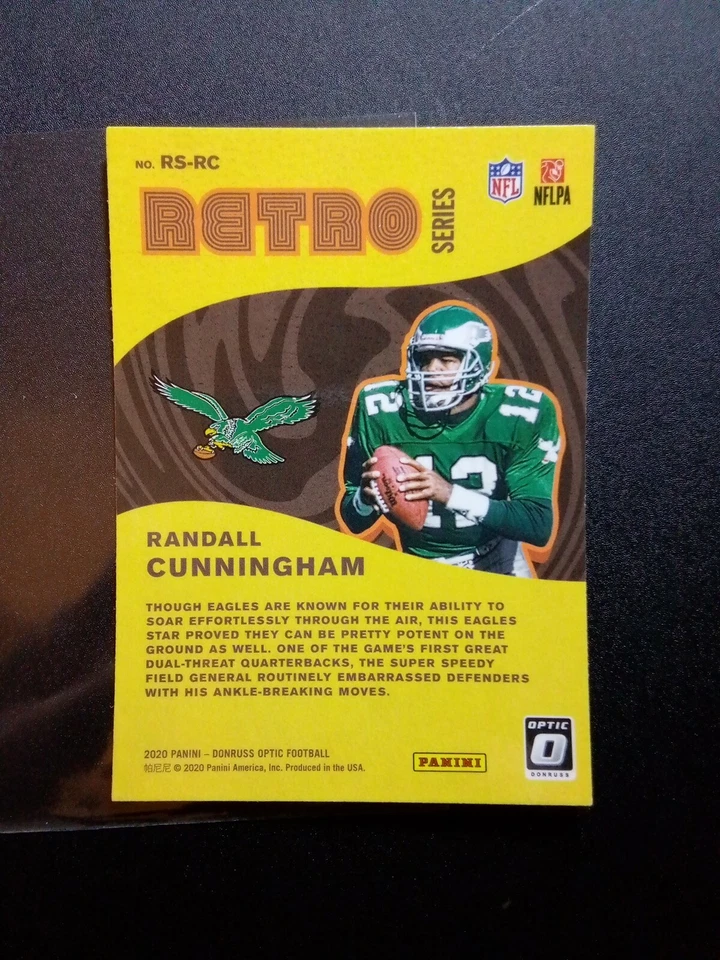 NO. RS-RC
RETRO
SERIES
NFL
NFLPA
12
12
12
RANDALL
CUNNINGHAM
THOUGH EAGLES ARE KNOWN FOR THEIR ABILITY TO
SOAR EFFORTLESSLY THROUGH THE AIR, THIS EAGLES
STAR PROVED THEY CAN BE PRETTY POTENT ON THE
GROUND AS WELL. ONE OF THE GAME'S FIRST GREAT
DUAL-THREAT QUARTERBACKS, THE SUPER SPEEDY
FIELD GENERAL ROUTINELY EMBARRASSED DEFENDERS
WITH HIS ANKLE-BREAKING MOVES.
2020 PANINI – DONRUSS OPTIC FOOTBALL
帕尼尼 © 2020 Panini America, Inc. Produced in the USA.
PANINI
OPTIC
O
DONRUSS